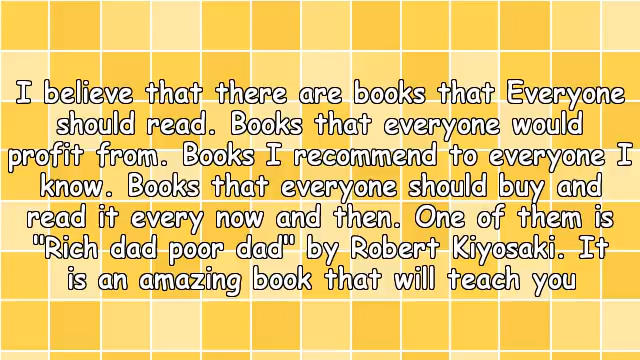 I believe that there are books that Everyone
should read. Books that everyone would
profit from. Books I recommend to everyone I
know. Books that everyone should buy and
read it every now and then. One of them is
"Rich dad poor dad" by Robert Kiyosaki. It
is an amazing book that will teach you